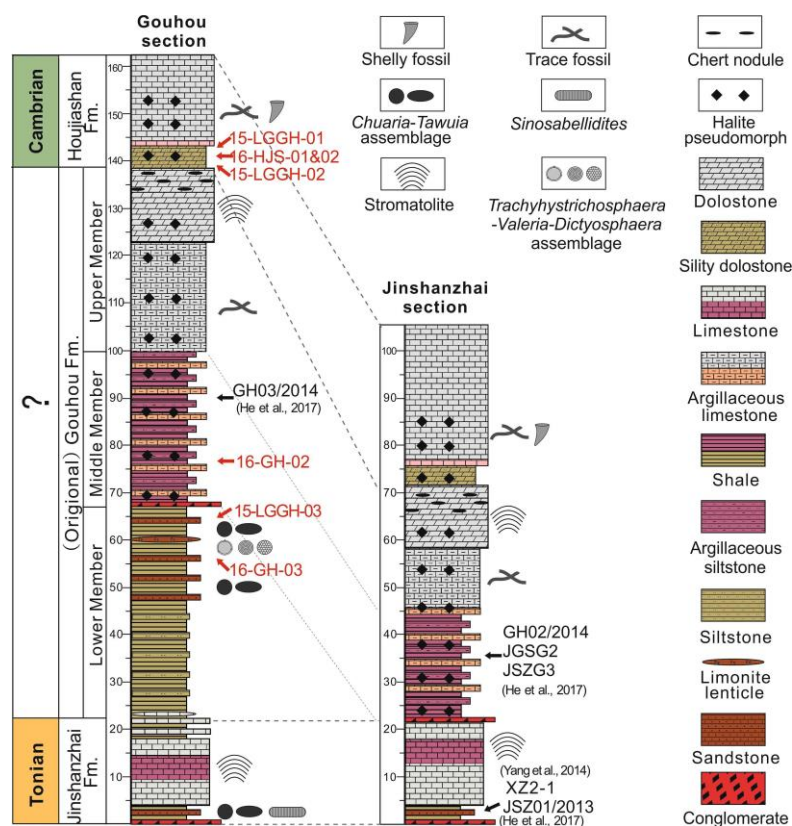 Gouhou
section
Cambrian
Houjiashan
Fm.
?
(Origional) Gouhou Fm.
Upper Member
Middle Member
Lower Member
Tonian
Jinshanzhai
Fm.
160
150
140
130
120
110
100
90
80
70
60
50
40
30
20
10
15-LGGH-01
16-HJS-01&02
15-LGGH-02
GH03/2014
(He et al., 2017)
16-GH-02
15-LGGH-03
16-GH-03
Jinshanzhai
section
100
90
80
70
60
50
40
30
20
10
GH02/2014
JGSG2
JSZG3
(He et al., 2017)
(Yang et al., 2014)
XZ2-1
JSZ01/2013
(He et al., 2017)
Shelly fossil
Trace fossil
Chert nodule
Chuaria-Tawuia
assemblage
Sinosabellidites
Halite
pseudomorph
Stromatolite
Trachyhystrichosphaera
-Valeria-Dictyosphaera
assemblage
Dolostone
Sility dolostone
Limestone
Argillaceous
limestone
Shale
Argillaceous
siltstone
Siltstone
Limonite
lenticle
Sandstone
Conglomerate